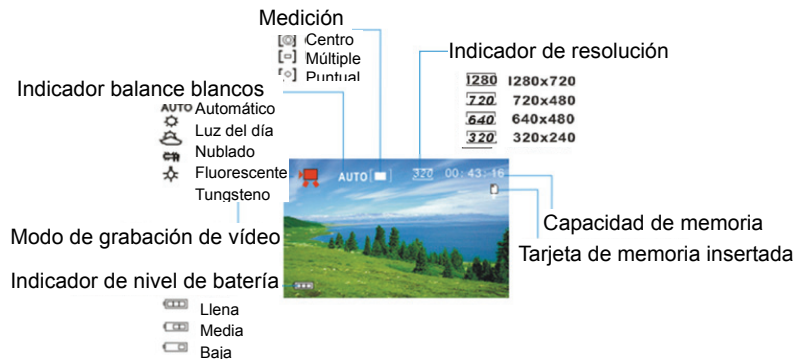 Medición
Centro
Múltiple
Puntual
Indicador de resolución
1280 1280x720
720 720x480
640 640x480
320 320x240
Indicador balance blancos
AUTO Automático
Luz del día
Nublado
Fluorescente
Tungsteno
AUTO 320 00:43:16
Capacidad de memoria
Tarjeta de memoria insertada
Modo de grabación de vídeo
Indicador de nivel de batería
Llena
Media
Baja